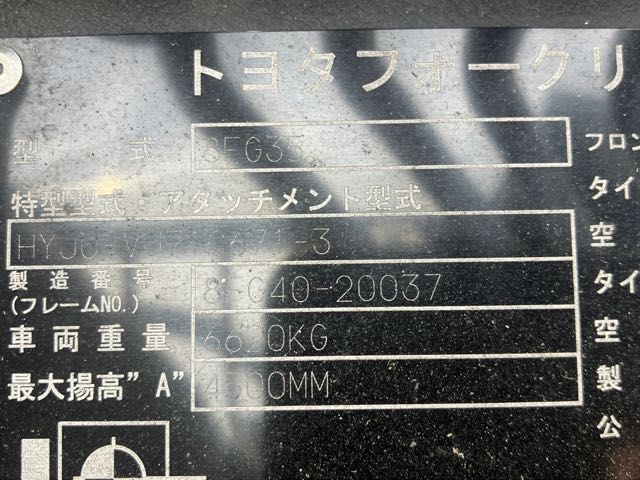 トヨタフォークリ
型 式 8FG35 フロン
特型型式・アタッチメント型式 タイ
空
製造番号 8FG40-20037 タイ
(フレームNO.)
車両重量 6620KG 空
最大揚高"A" 4500MM 製
公